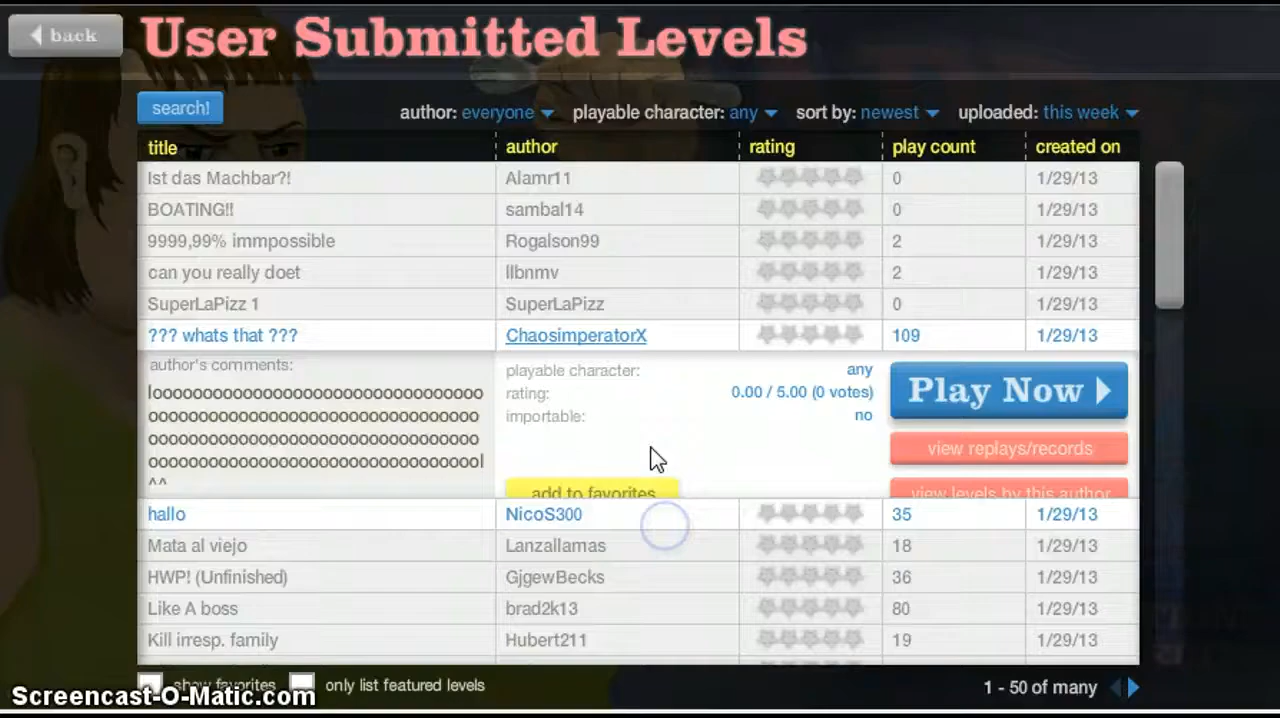 back
User Submitted Levels
search!
author: everyone playable character: any sort by: newest uploaded: this week
title author rating play count created on
Ist das Machbar?! Alamr11 0 1/29/13
BOATING!! sambal14 0 1/29/13
9999,99% immpossible Rogalson99 2 1/29/13
can you really doet llbnmv 2 1/29/13
SuperLaPizz 1 SuperLaPizz 0 1/29/13
??? whats that ??? ChaosimperatorX 109 1/29/13
author's comments:
looooooooooooooooooooooooooooooooo
ooooooooooooooooooooooooooooooooo
ooooooooooooooooooooooooooooooooo
oooooooooooooooooooooooooooooooool
^^
playable character: any
rating: 0.00 / 5.00 (0 votes)
importable: no
add to favorites
Play Now
view replays/records
view levels by this author
hallo NicoS300 35 1/29/13
Mata al viejo Lanzallamas 18 1/29/13
HWP! (Unfinished) GjgewBecks 36 1/29/13
Like A boss brad2k13 80 1/29/13
Kill irresp. family Hubert211 19 1/29/13
show favorites only list featured levels 1 - 50 of many
Screencast-O-Matic.com